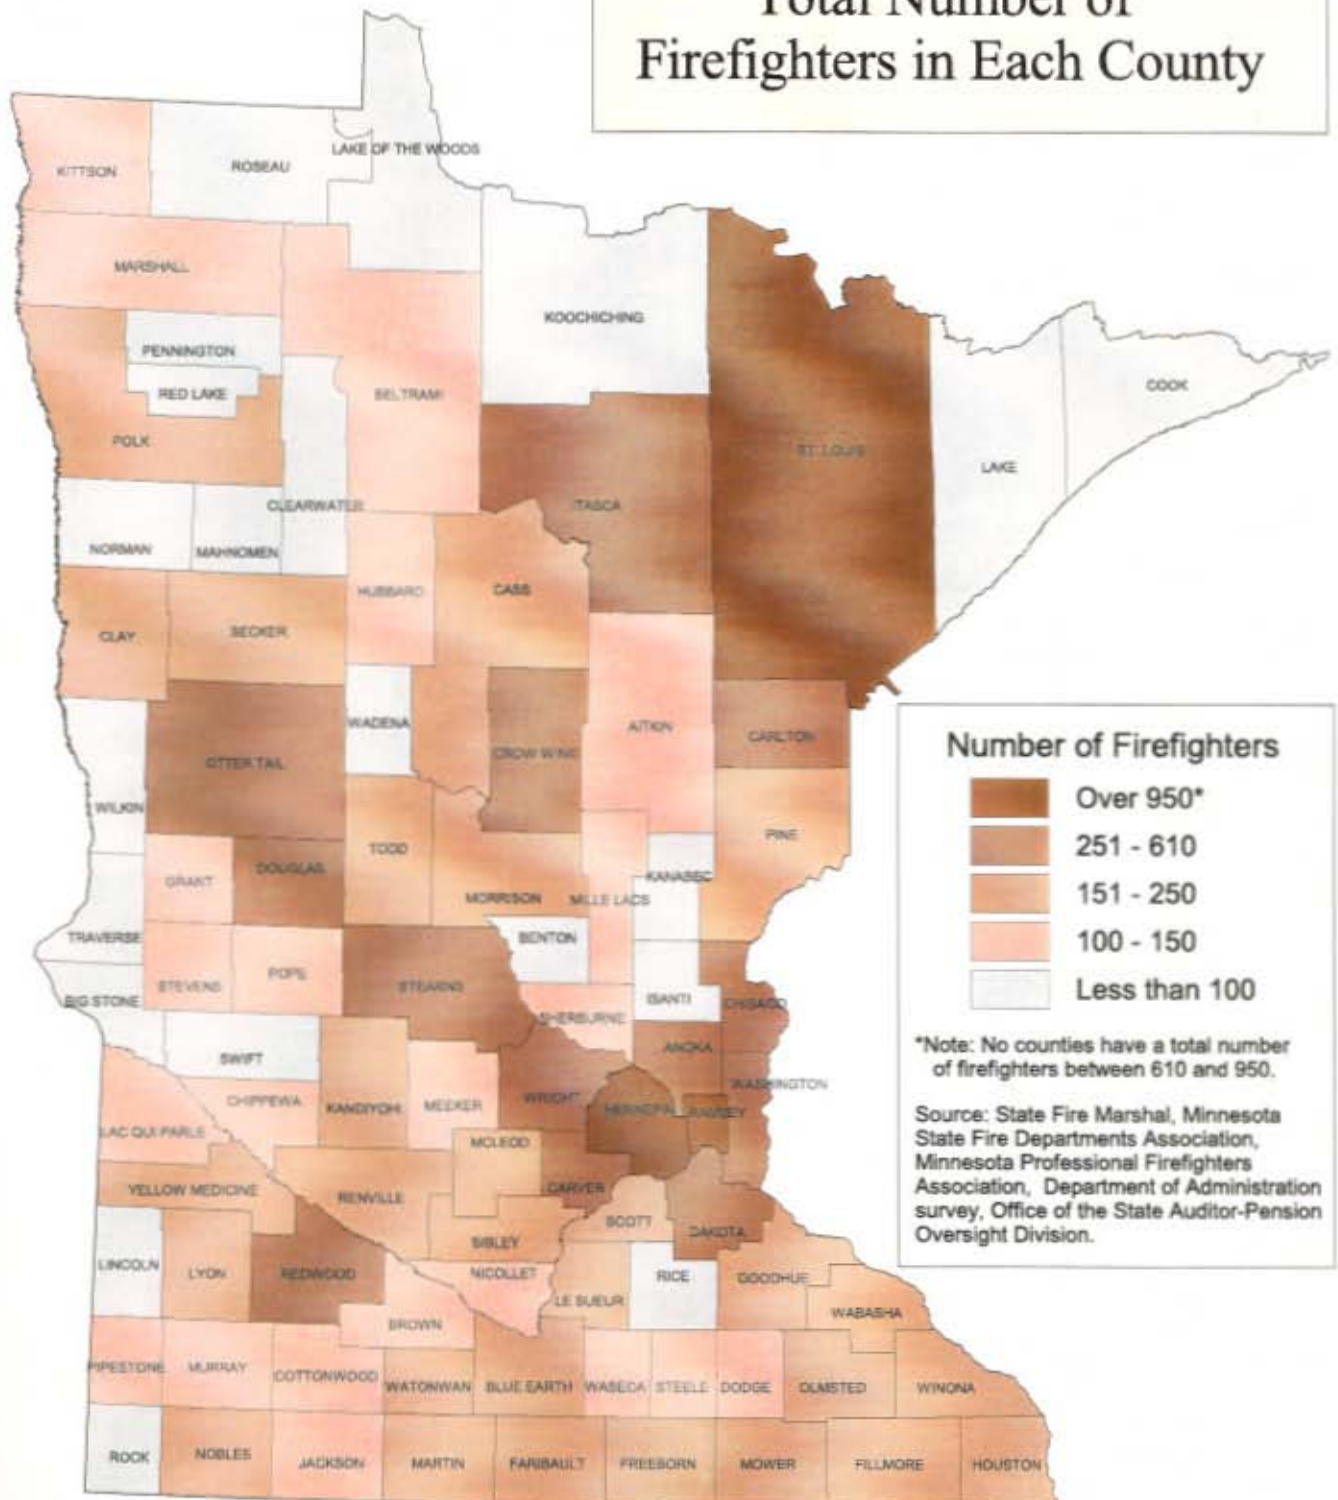 Total Number of
Firefighters in Each County
KITTSON
ROSEAU
LAKE OF THE WOODS
MARSHALL
KOOCHICHING
PENNINGTON
RED LAKE
BELTRAMI
COOK
POLK
ST. LOUIS
LAKE
CLEARWATER
ITASCA
NORMAN
MAHNOMEN
HUBBARD
CASS
CLAY
BECKER
WADENA
AITKIN
CARLTON
OTTER TAIL
CROW WING
WILKIN
PINE
TODD
GRANT
DOUGLAS
KANABEC
MORRISON
MILLE LACS
TRAVERSE
BENTON
STEVENS
POPE
STEARNS
BIG STONE
ISANTI
CHISAGO
SHERBURNE
SWIFT
ANOKA
WASHINGTON
CHIPPEWA
KANDIYOHI
MEEKER
WRIGHT
HENNEPIN
RAMSEY
LAC QUI PARLE
MCLEOD
YELLOW MEDICINE
RENVILLE
CARVER
SCOTT
DAKOTA
SIBLEY
LINCOLN
LYON
REDWOOD
NICOLLET
RICE
GOODHUE
LE SUEUR
WABASHA
BROWN
PIPESTONE
MURRAY
COTTONWOOD
WATONWAN
BLUE EARTH
WASECA
STEELE
DODGE
OLMSTED
WINONA
ROCK
NOBLES
JACKSON
MARTIN
FARIBAULT
FREEBORN
MOWER
FILLMORE
HOUSTON
Number of Firefighters
Over 950*
251 - 610
151 - 250
100 - 150
Less than 100
*Note: No counties have a total number
of firefighters between 610 and 950.
Source: State Fire Marshal, Minnesota
State Fire Departments Association,
Minnesota Professional Firefighters
Association, Department of Administration
survey, Office of the State Auditor-Pension
Oversight Division.